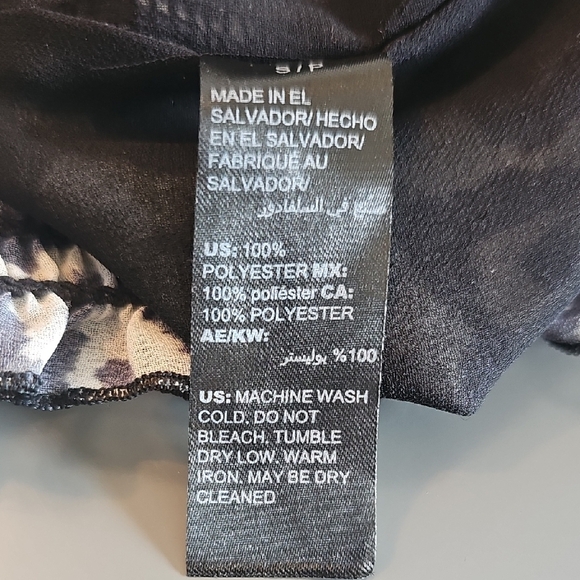 S/P
MADE IN EL
SALVADOR/ HECHO
EN EL SALVADOR/
FABRIQUÉ AU
SALVADOR/
صنع في السلفادور
US: 100%
POLYESTER MX:
100% poliéster CA:
100% POLYESTER
AE/KW:
100% بوليستر
US: MACHINE WASH
COLD, DO NOT
BLEACH, TUMBLE
DRY LOW, WARM
IRON, MAY BE DRY
CLEANED